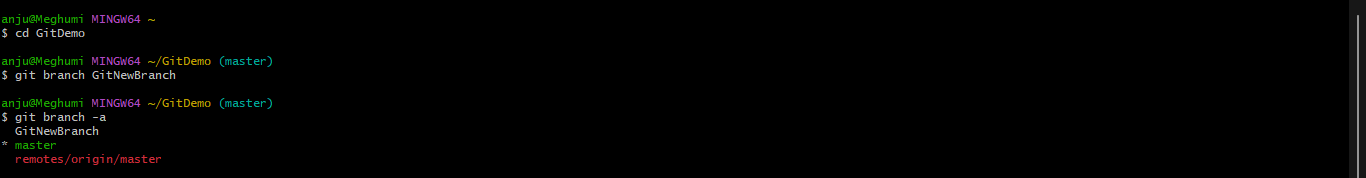 anju@Meghumi MINGW64 ~
$ cd GitDemo
anju@Meghumi MINGW64 ~/GitDemo (master)
$ git branch GitNewBranch
anju@Meghumi MINGW64 ~/GitDemo (master)
$ git branch -a
  GitNewBranch
* master
  remotes/origin/master